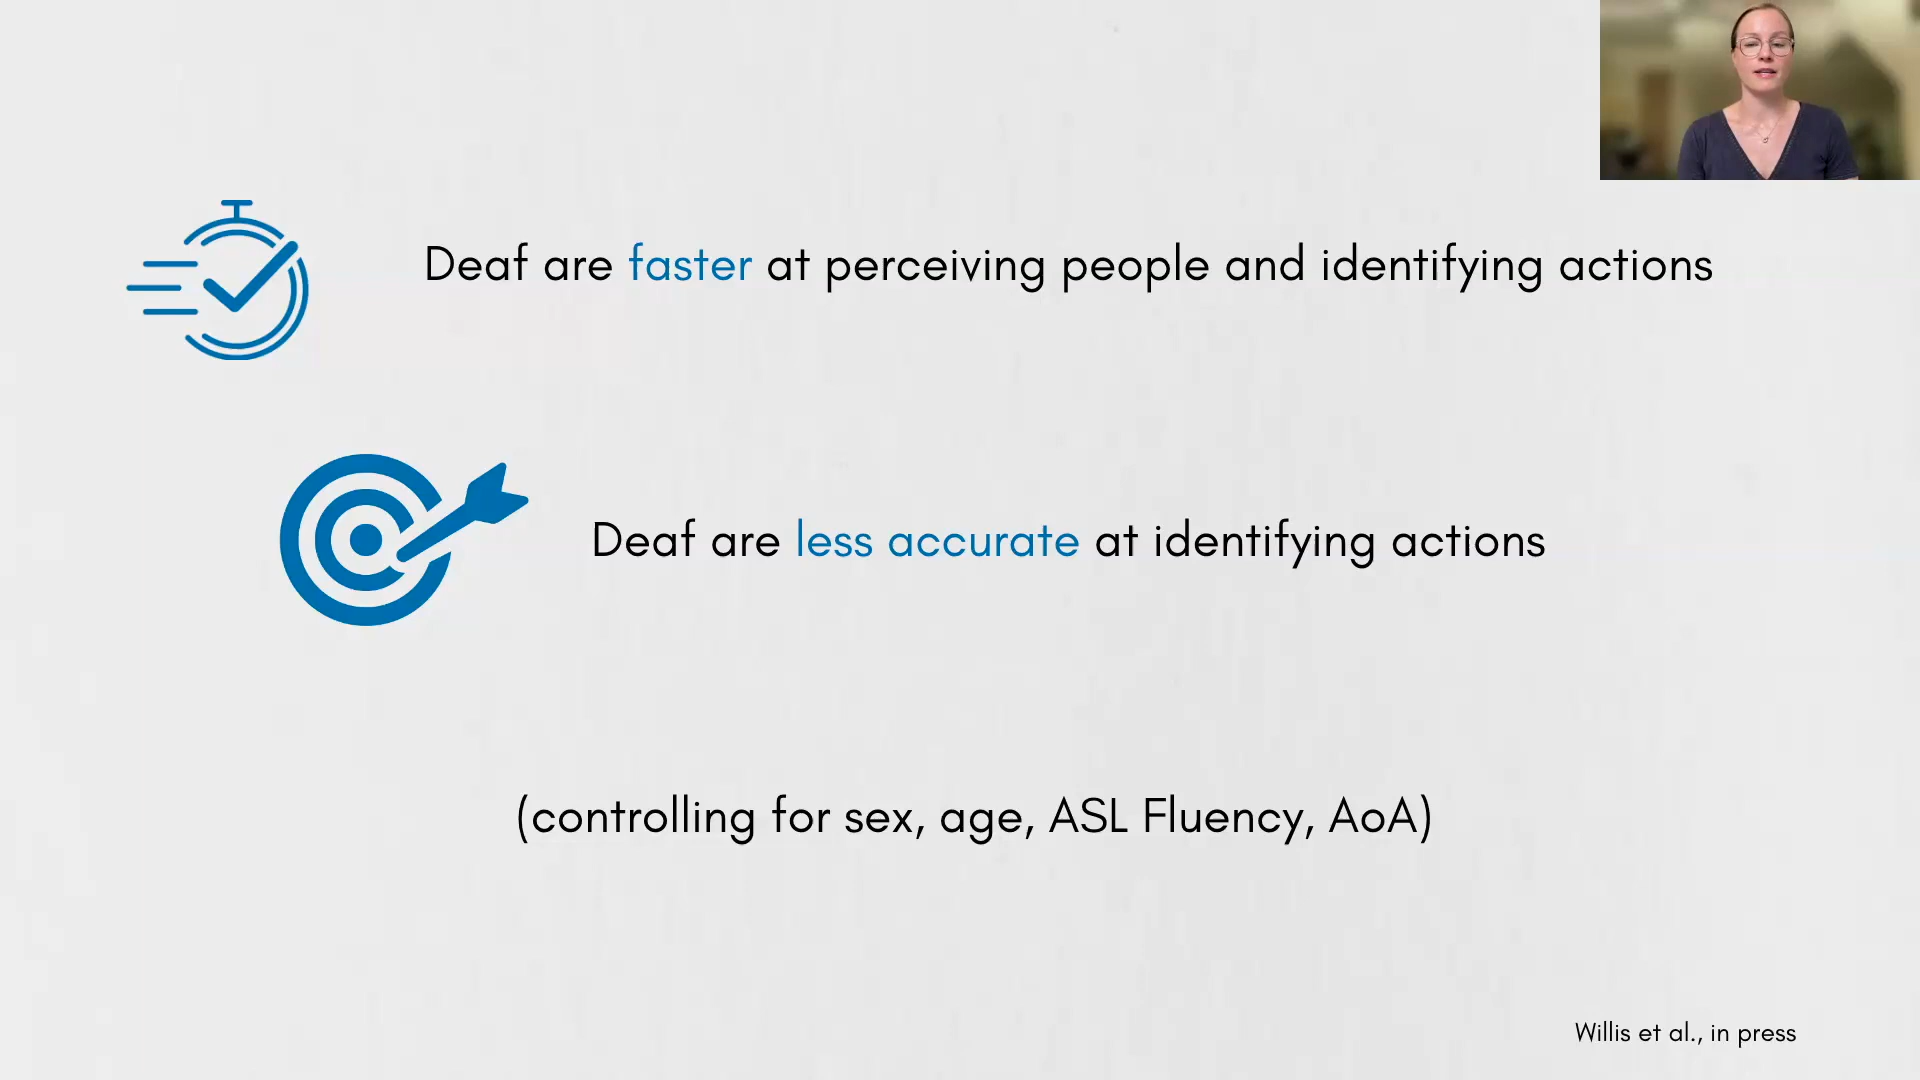 Deaf are faster at perceiving people and identifying actions
Deaf are less accurate at identifying actions
(controlling for sex, age, ASL Fluency, AoA)
Willis et al., in press